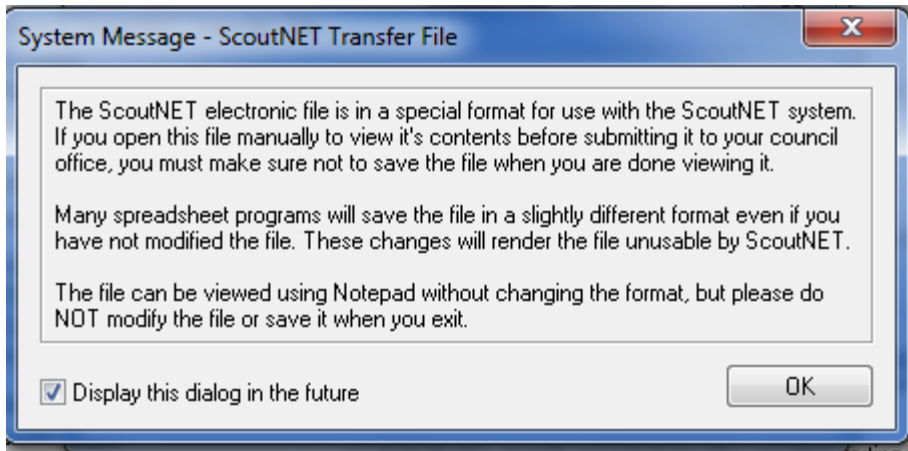 System Message - ScoutNET Transfer File
The ScoutNET electronic file is in a special format for use with the ScoutNET system.
If you open this file manually to view it's contents before submitting it to your council
office, you must make sure not to save the file when you are done viewing it.
Many spreadsheet programs will save the file in a slightly different format even if you
have not modified the file. These changes will render the file unusable by ScoutNET.
The file can be viewed using Notepad without changing the format, but please do
NOT modify the file or save it when you exit.
Display this dialog in the future
OK